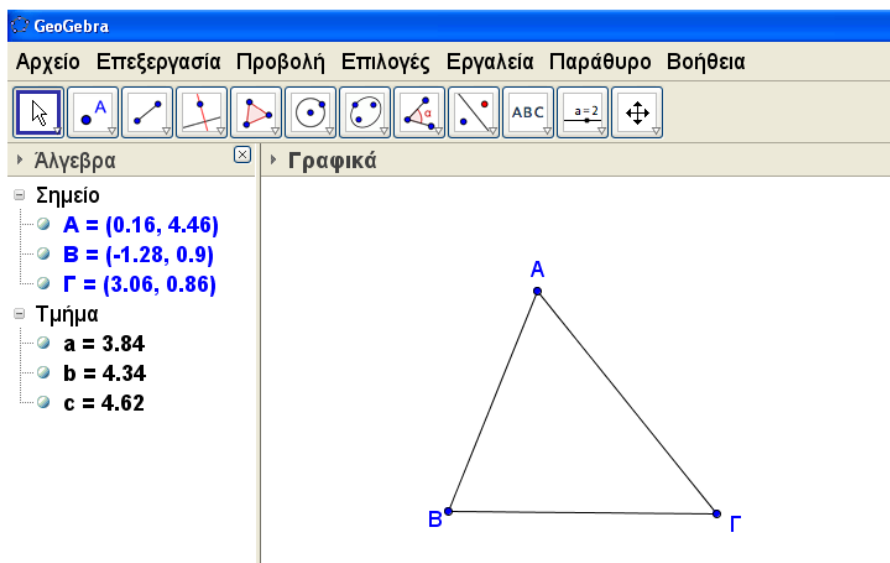 GeoGebra
Αρχείο Επεξεργασία Προβολή Επιλογές Εργαλεία Παράθυρο Βοήθεια
A α ABC a=2
Άλγεβρα Γραφικά
Σημείο
Α = (0.16, 4.46)
Β = (-1.28, 0.9)
Γ = (3.06, 0.86)
Τμήμα
a = 3.84
b = 4.34
c = 4.62
Α
Β
Γ